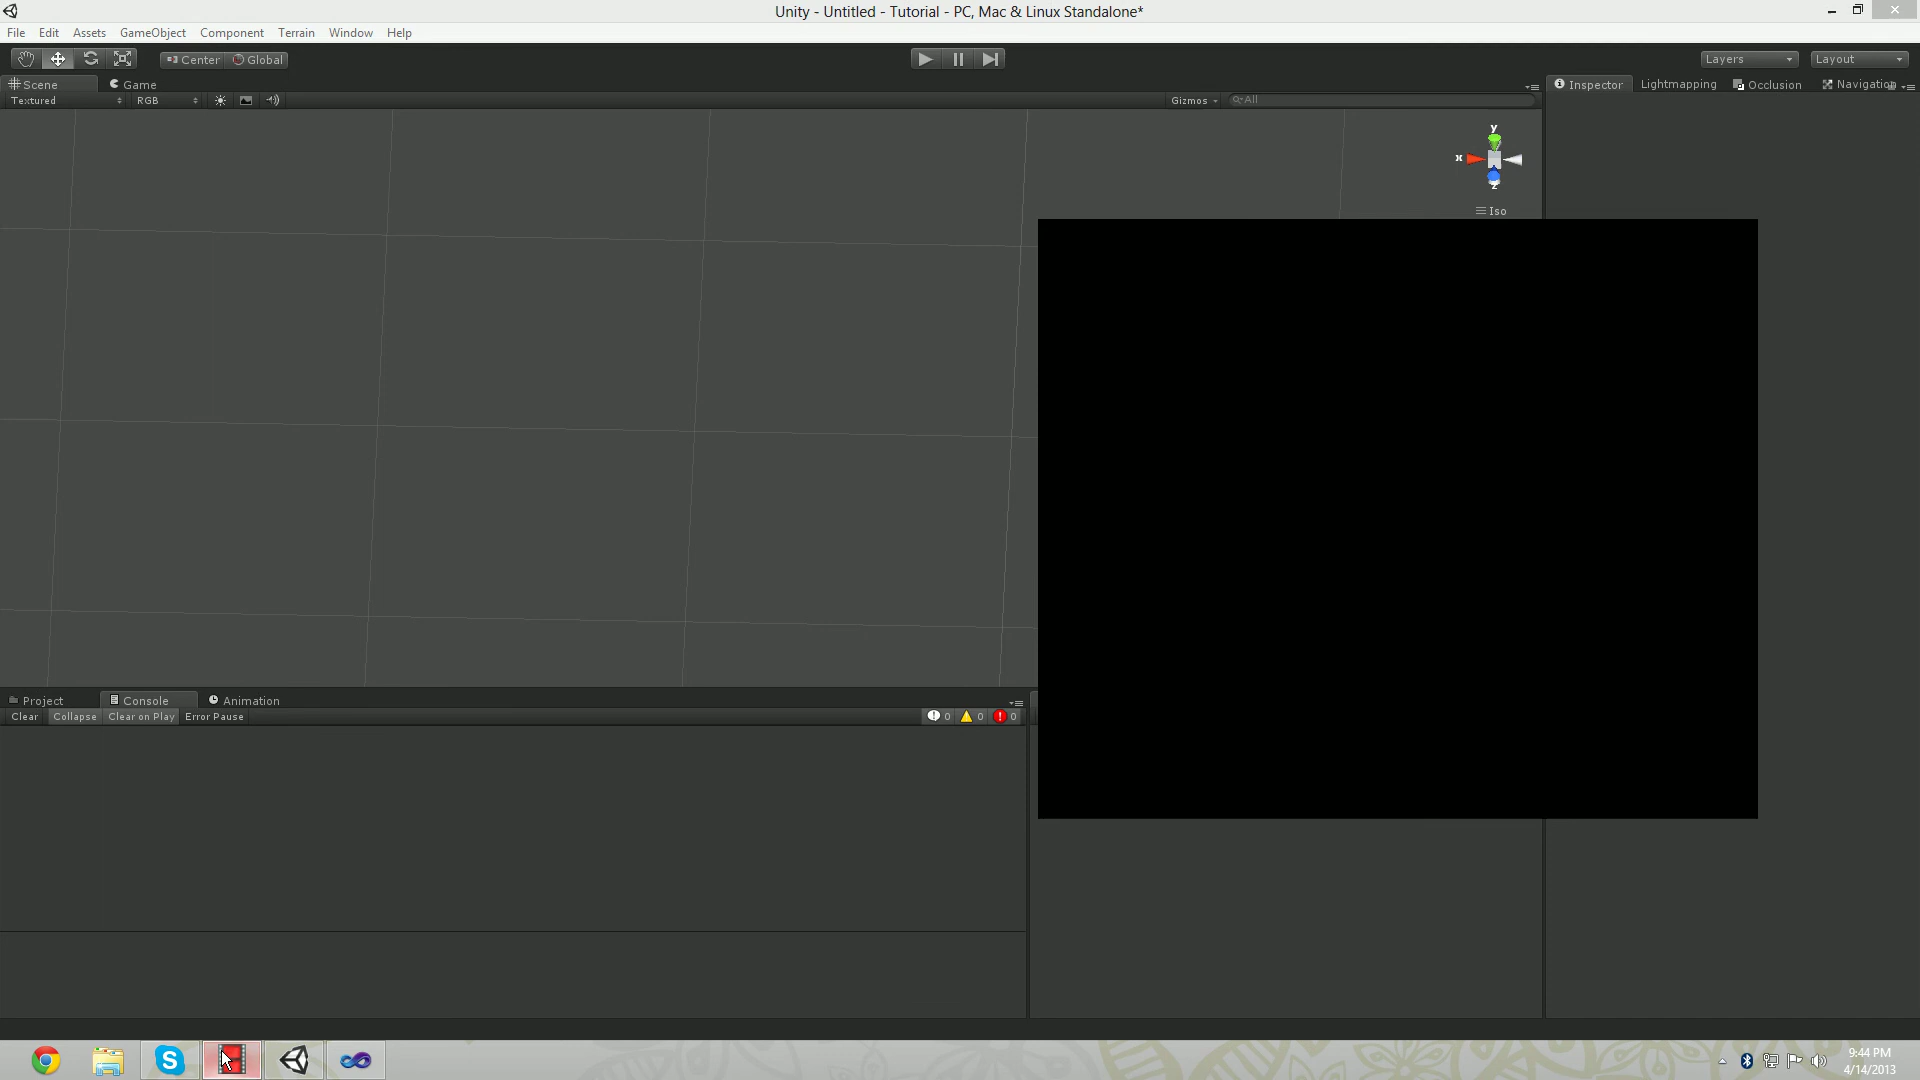 Unity - Untitled - Tutorial - PC, Mac & Linux Standalone*
File Edit Assets GameObject Component Terrain Window Help
Center Global Layers Layout
Scene Game Inspector Lightmapping Occlusion Navigation
Textured RGB Gizmos All
y
x
z
Iso
Project Console Animation
Clear Collapse Clear on Play Error Pause 0 0 0
9:44 PM
4/14/2013